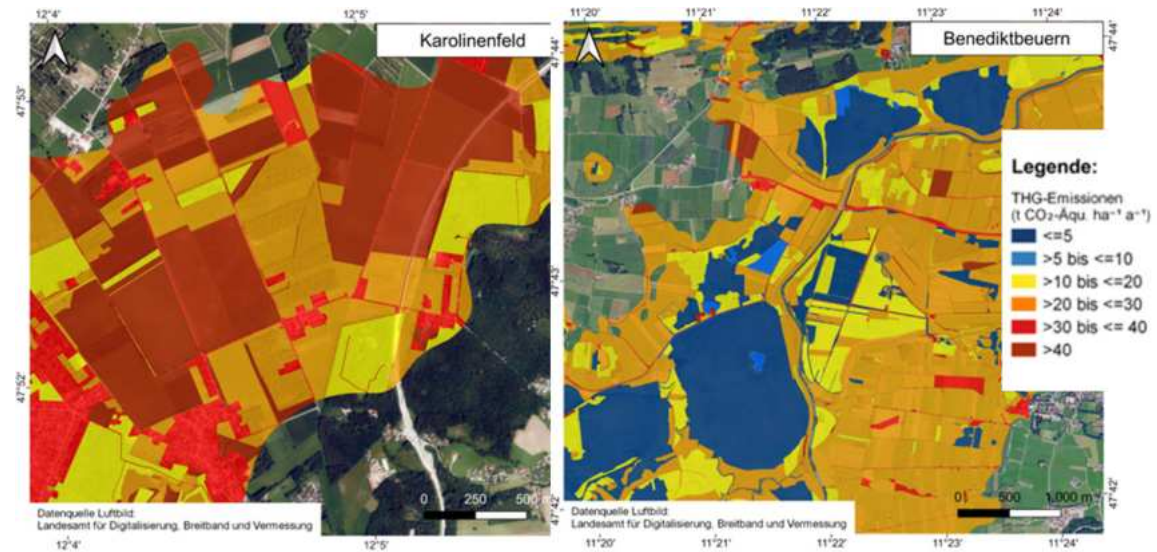 12°4'
12°5'
Karolinenfeld
47°53'
47°52'
0 250 500 m
Datenquelle Luftbild:
Landesamt für Digitalisierung, Breitband und Vermessung
12°4'
12°5'
11°20'
11°21'
11°22'
11°23'
11°24'
Benediktbeuern
47°44'
47°43'
47°44'
Legende:
THG-Emissionen
(t CO₂-Äqu. ha⁻¹ a⁻¹)
<=5
>5 bis <=10
>10 bis <=20
>20 bis <=30
>30 bis <= 40
>40
47°42'
47°42'
0 500 1.000 m
Datenquelle Luftbild:
Landesamt für Digitalisierung, Breitband und Vermessung
11°20'
11°21'
11°22'
11°23'
11°24'